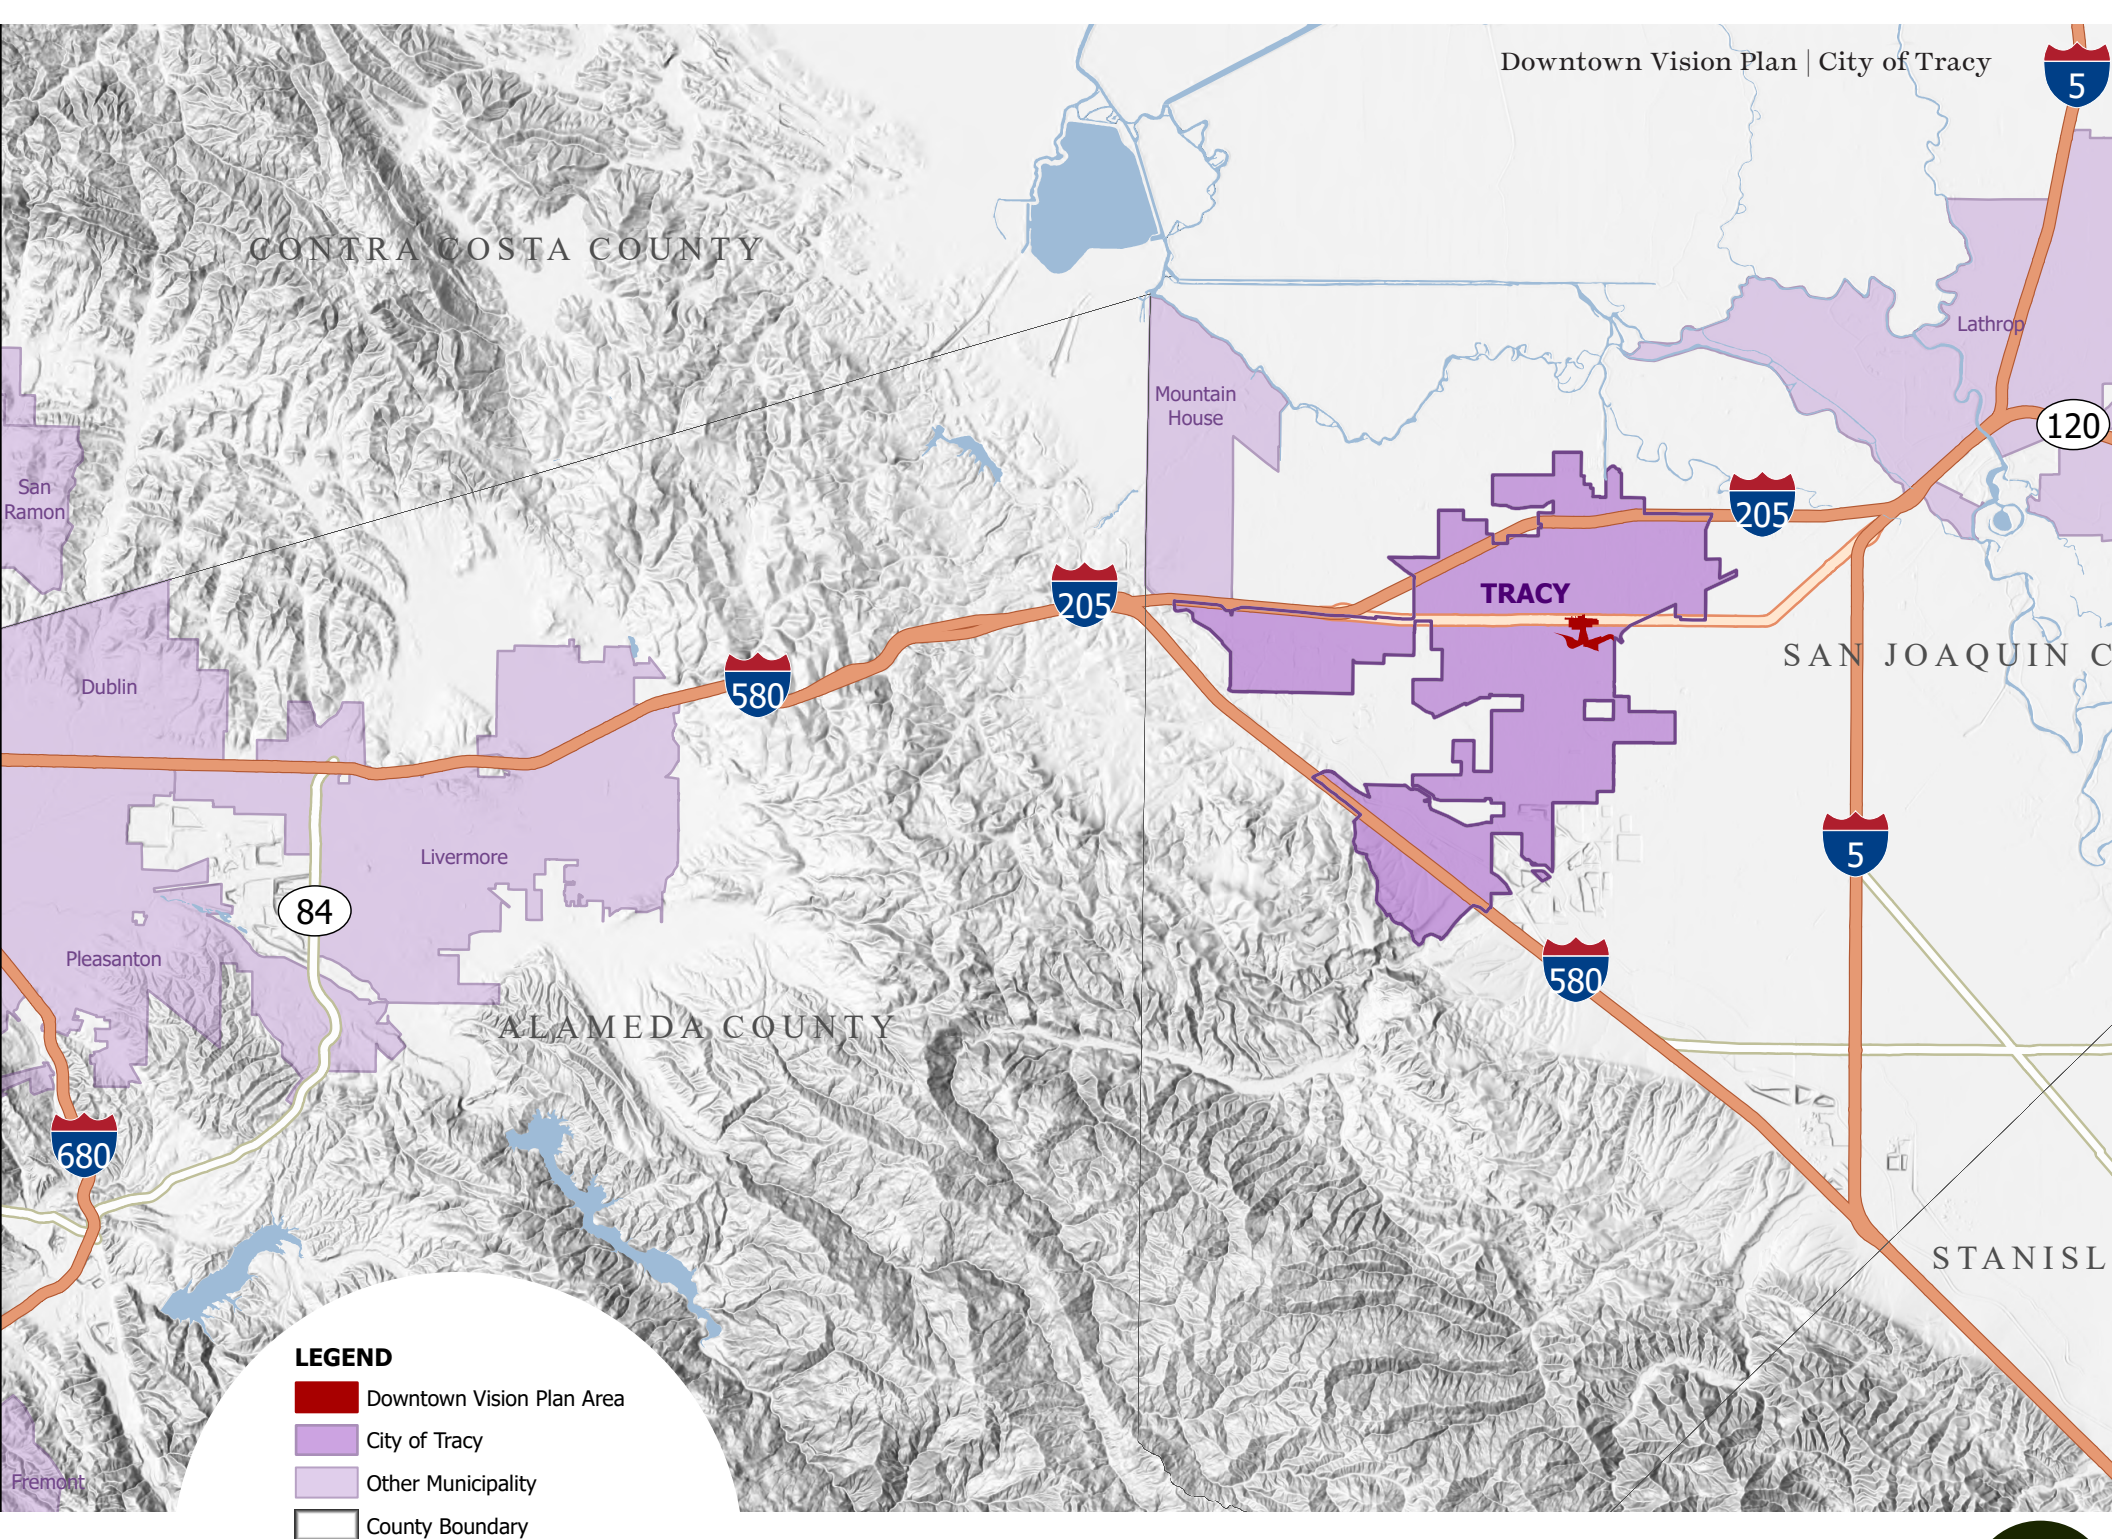 Downtown Vision Plan | City of Tracy
5
CONTRA COSTA COUNTY
Lathrop
Mountain
House
120
San
Ramon
205
TRACY
205
SAN JOAQUIN C
580
Dublin
5
Livermore
84
Pleasanton
580
ALAMEDA COUNTY
680
STANISL
LEGEND
Downtown Vision Plan Area
City of Tracy
Other Municipality
County Boundary
Fremont